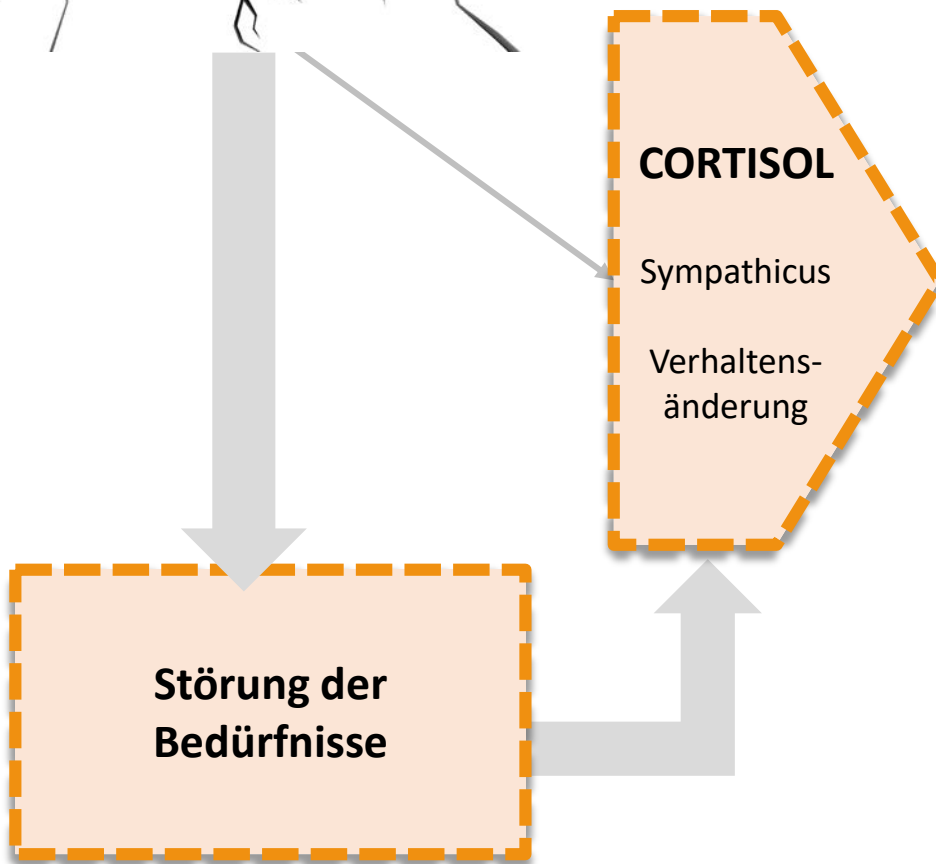 CORTISOL
Sympathicus
Verhaltens-
änderung
Störung der
Bedürfnisse